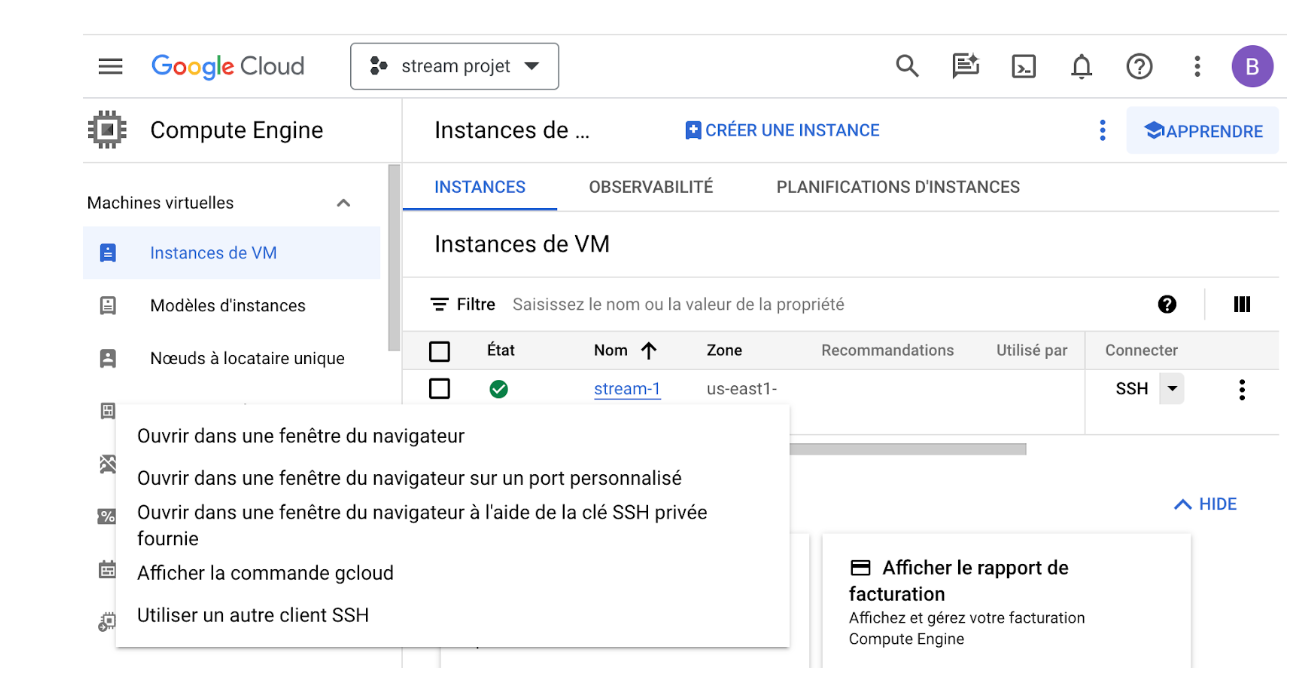 Google Cloud
stream projet
B
Compute Engine
Instances de ...
CRÉER UNE INSTANCE
APPRENDRE
Machines virtuelles
INSTANCES
OBSERVABILITÉ
PLANIFICATIONS D'INSTANCES
Instances de VM
Instances de VM
Modèles d'instances
Filtre Saisissez le nom ou la valeur de la propriété
Nœuds à locataire unique
État Nom Zone Recommandations Utilisé par Connecter
stream-1 us-east1- SSH
Ouvrir dans une fenêtre du navigateur
Ouvrir dans une fenêtre du navigateur sur un port personnalisé
Ouvrir dans une fenêtre du navigateur à l'aide de la clé SSH privée
fournie
Afficher la commande gcloud
Utiliser un autre client SSH
HIDE
Afficher le rapport de
facturation
Affichez et gérez votre facturation
Compute Engine